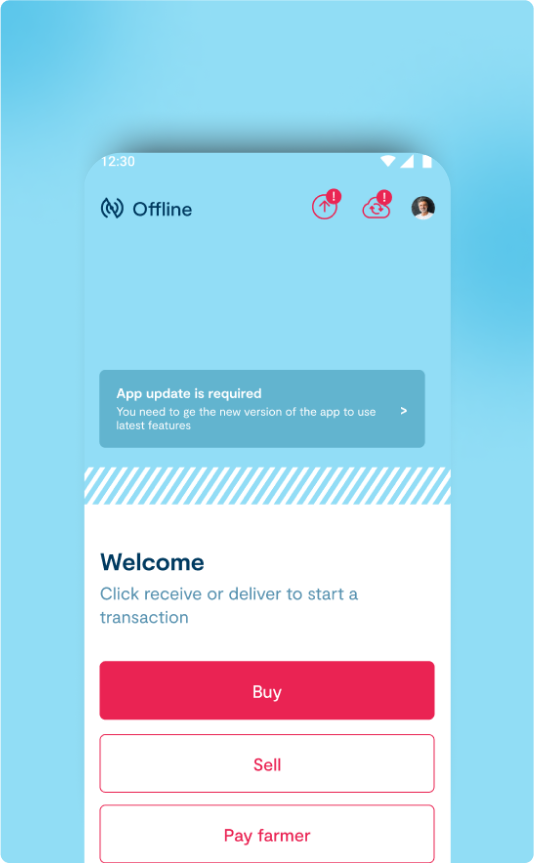 12:30
Offline
!
!
App update is required
You need to ge the new version of the app to use
latest features
>
Welcome
Click receive or deliver to start a
transaction
Buy
Sell
Pay farmer